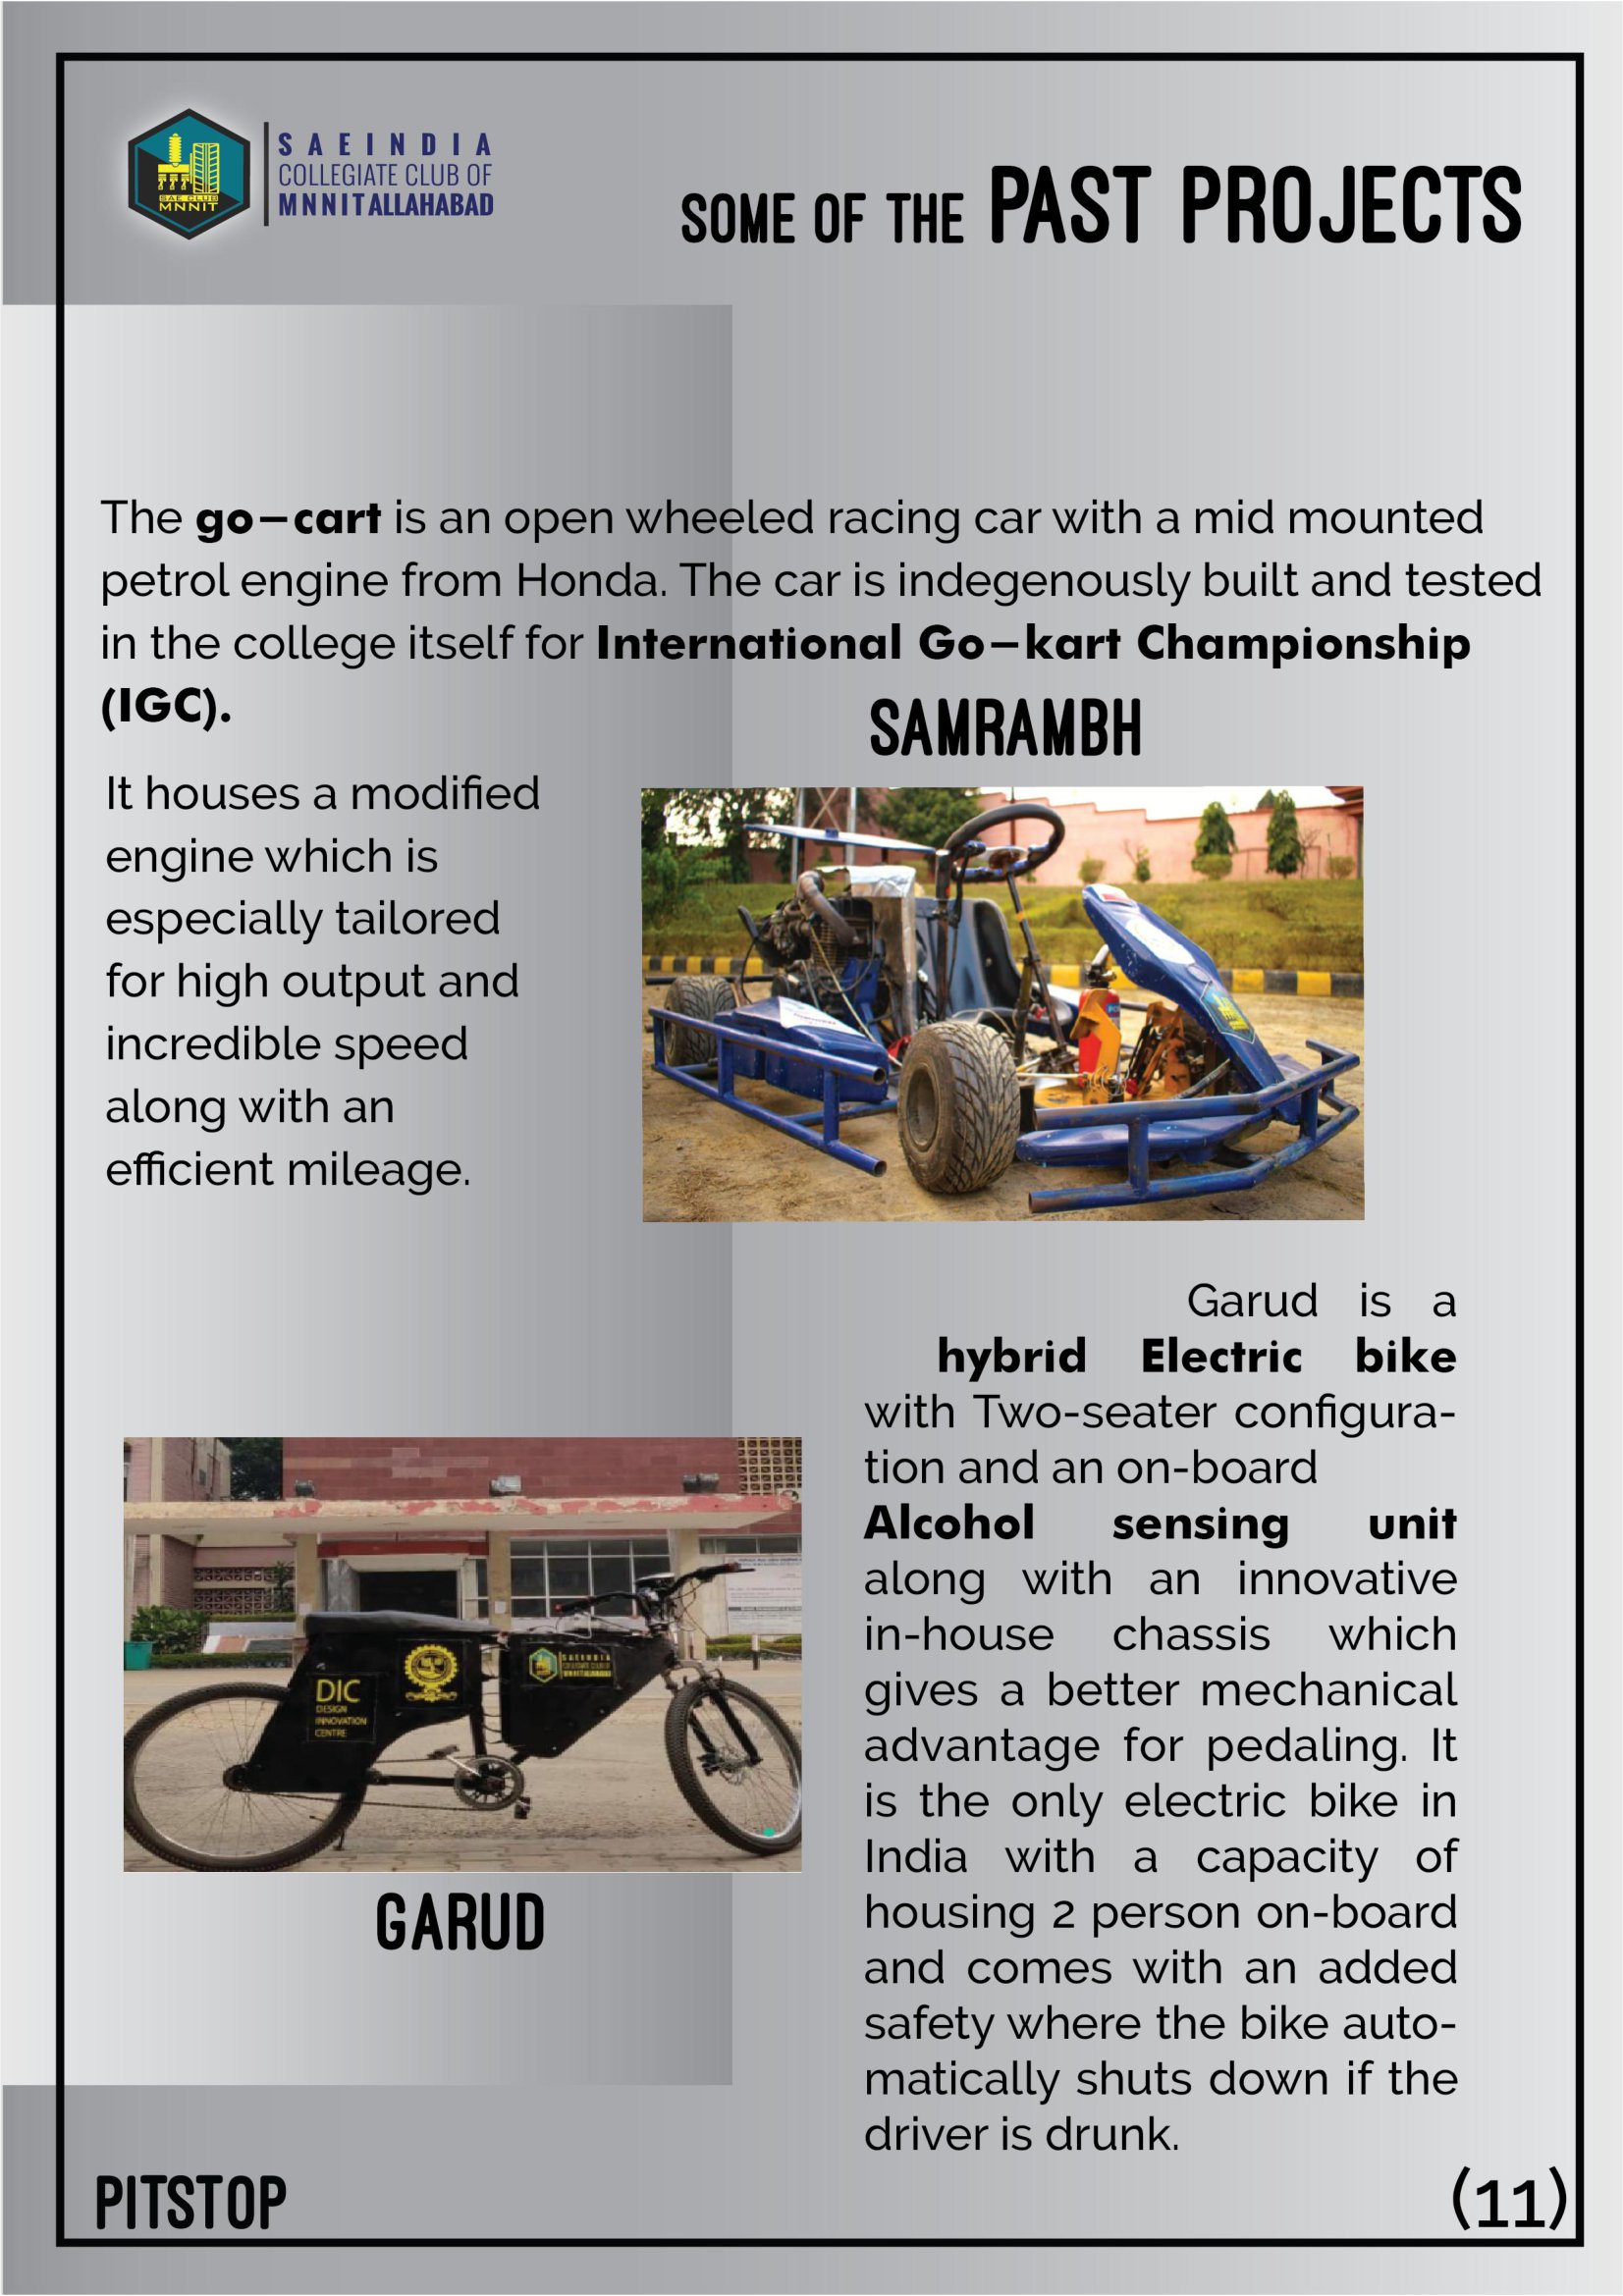 SAE CLUB
MNNIT
SAEINDIA
COLLEGIATE CLUB OF
MNNIT ALLAHABAD
SOME OF THE PAST PROJECTS
The go-cart is an open wheeled racing car with a mid mounted
petrol engine from Honda. The car is indegenously built and tested
in the college itself for International Go-kart Championship
(IGC).
SAMRAMBH
It houses a modified
engine which is
especially tailored
for high output and
incredible speed
along with an
efficient mileage.
Garud is a
hybrid Electric bike
with Two-seater configura-
tion and an on-board
Alcohol sensing unit
along with an innovative
in-house chassis which
gives a better mechanical
advantage for pedaling. It
is the only electric bike in
India with a capacity of
housing 2 person on-board
and comes with an added
safety where the bike auto-
matically shuts down if the
driver is drunk.
DIC
DESIGN
INNOVATION
CENTRE
SAEINDIA
GARUD
PITSTOP
(11)